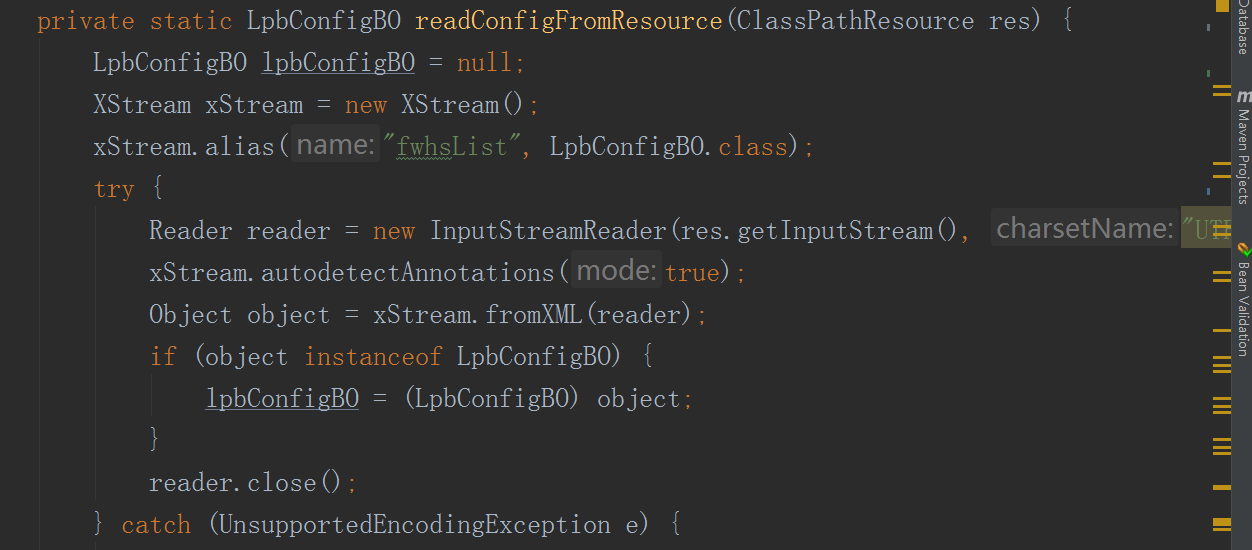 private static LpbConfigBO readConfigFromResource(ClassPathResource res) {
LpbConfigBO lpbConfigBO = null;
XStream xStream = new XStream();
xStream.alias( name: "fwhsList", LpbConfigBO.class);
try {
Reader reader = new InputStreamReader(res.getInputStream(), charsetName: "UTF
xStream.autodetectAnnotations( mode: true);
Object object = xStream.fromXML(reader);
if (object instanceof LpbConfigBO) {
lpbConfigBO = (LpbConfigBO) object;
}
reader.close();
} catch (UnsupportedEncodingException e) {
Database
m Maven Projects
Bean Validation